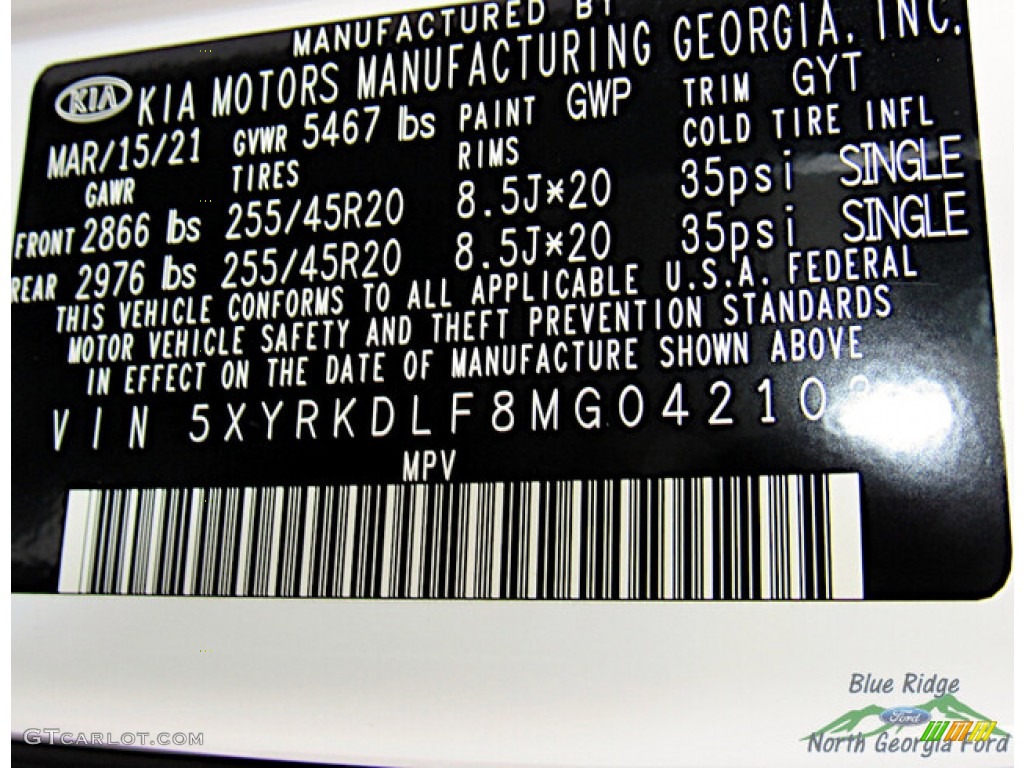 MANUFACTURED BY
KIA KIA MOTORS MANUFACTURING GEORGIA, INC.
MAR/15/21 GVWR 5467 lbs PAINT GWP TRIM GYT
GAWR TIRES RIMS COLD TIRE INFL
FRONT 2866 lbs 255/45R20 8.5J*20 35psi SINGLE
REAR 2976 lbs 255/45R20 8.5J*20 35psi SINGLE
THIS VEHICLE CONFORMS TO ALL APPLICABLE U.S.A. FEDERAL
MOTOR VEHICLE SAFETY AND THEFT PREVENTION STANDARDS
IN EFFECT ON THE DATE OF MANUFACTURE SHOWN ABOVE
VIN
MPV
Blue Ridge
Ford
North Georgia Ford
GTcarlot.com